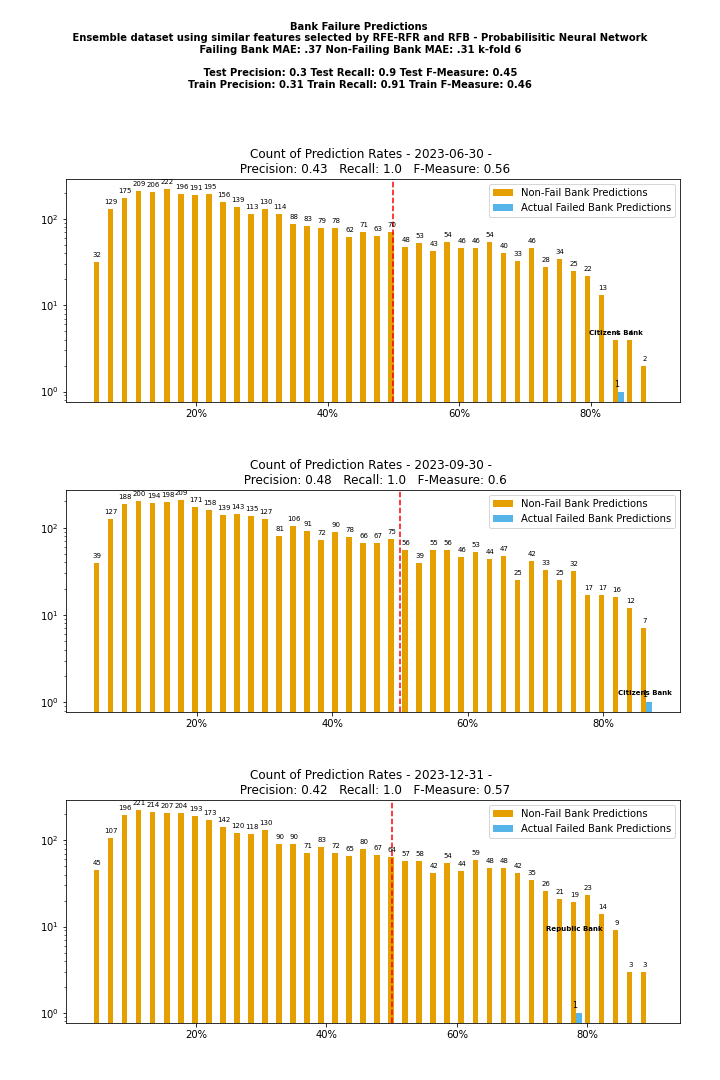 Bank Failure Predictions
Ensemble dataset using similar features selected by RFE-RFR and RFB - Probabilisitic Neural Network
Failing Bank MAE: .37 Non-Failing Bank MAE: .31 k-fold 6
Test Precision: 0.3 Test Recall: 0.9 Test F-Measure: 0.45
Train Precision: 0.31 Train Recall: 0.91 Train F-Measure: 0.46
Count of Prediction Rates - 2023-06-30 -
Precision: 0.43 Recall: 1.0 F-Measure: 0.56
Non-Fail Bank Predictions
Actual Failed Bank Predictions
32 129 175 209 206 222 196 191 195 156 139 113 130 114 88 83 79 78 62 71 63 70 48 53 43 54 46 46 54 40 33 46 28 34 25 22 13 2
Citizens Bank
1
10² 10¹ 10⁰
20% 40% 60% 80%
Count of Prediction Rates - 2023-09-30 -
Precision: 0.48 Recall: 1.0 F-Measure: 0.6
Non-Fail Bank Predictions
Actual Failed Bank Predictions
39 127 188 200 194 198 209 171 158 139 143 135 127 81 106 91 72 90 78 66 67 75 56 39 55 56 46 53 44 47 25 42 33 25 32 17 17 16 12 7
Citizens Bank
10² 10¹ 10⁰
20% 40% 60% 80%
Count of Prediction Rates - 2023-12-31 -
Precision: 0.42 Recall: 1.0 F-Measure: 0.57
Non-Fail Bank Predictions
Actual Failed Bank Predictions
45 107 196 221 214 207 204 193 173 142 120 118 130 90 90 71 83 72 65 80 67 64 57 58 42 54 44 59 48 48 42 35 26 21 19 23 14 9 3 3
Republic Bank
1
10² 10¹ 10⁰
20% 40% 60% 80%